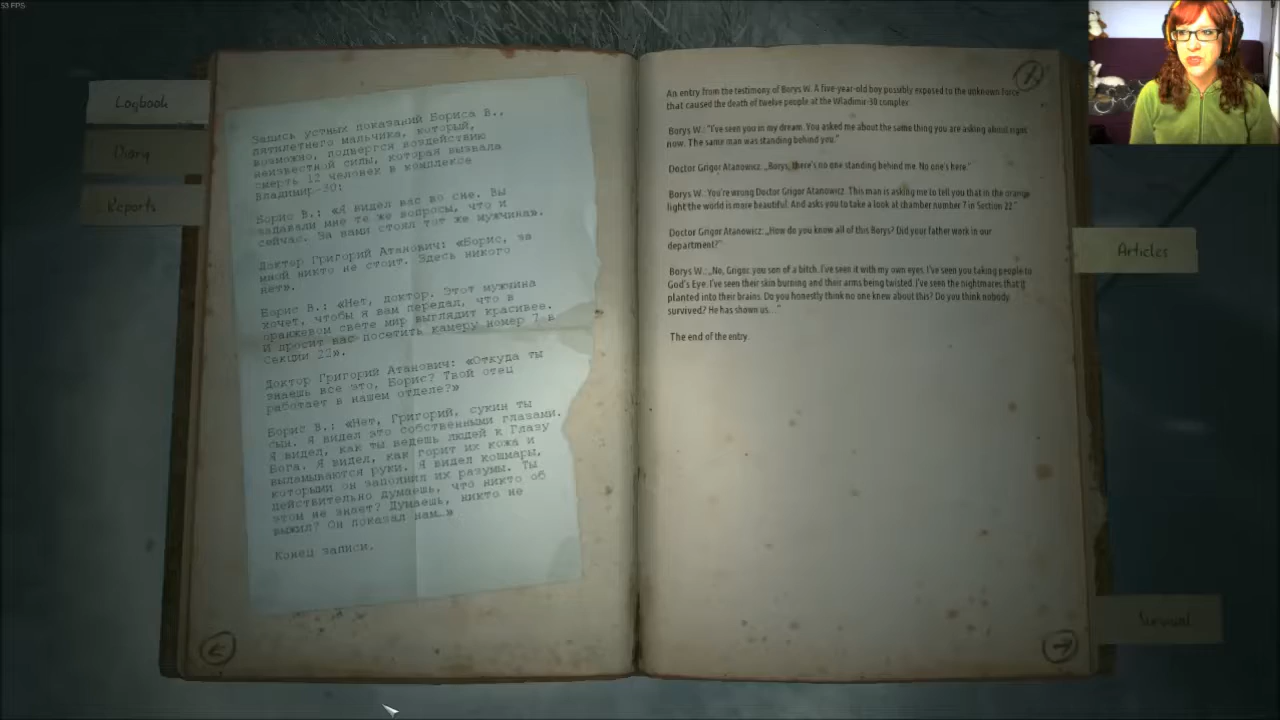 53 FPS
Logbook
Diary
Reports
Запись устных показаний Бориса В.,
пятилетнего мальчика, который,
возможно, подвергся воздействию
неизвестной силы, которая вызвала
смерть 12 человек в комплексе
Владимир-30:
Борис В.: «Я видел вас во сне. Вы
задавали мне те же вопросы, что и
сейчас. За вами стоял тот же мужчина».
Доктор Григорий Атанович: «Борис, за
мной никто не стоит. Здесь никого
нет».
Борис В.: «Нет, доктор. Этот мужчина
хочет, чтобы я вам передал, что в
оранжевом свете мир выглядит красивее.
И просит вас посетить камеру номер 7 в
Секции 22».
Доктор Григорий Атанович: «Откуда ты
знаешь все это, Борис? Твой отец
работает в нашем отделе?»
Борис В.: «Нет, Григорий, сукин ты
сын. Я видел это собственными глазами.
Я видел, как ты ведешь людей к Глазу
Бога. Я видел, как горит их кожа и
выламываются руки. Я видел кошмары,
которыми он заполнил их разумы. Ты
действительно думаешь, что никто об
этом не знает? Думаешь, никто не
выжил? Он показал нам…»
Конец записи.
An entry from the testimony of Borys W. A five-year-old boy possibly exposed to the unknown force
that caused the death of twelve people at the Wladimir-30 complex.
Borys W.: "I've seen you in my dream. You asked me about the same thing you are asking about right
now. The same man was standing behind you."
Doctor Grigor Atanowicz: „Borys, there's no one standing behind me. No one's here."
Borys W.: You're wrong Doctor Grigor Atanowicz. This man is asking me to tell you that in the orange
light the world is more beautiful. And asks you to take a look at chamber number 7 in Section 22."
Doctor Grigor Atanowicz: „How do you know all of this Borys? Did your father work in our
department?"
Borys W.: „No, Grigor, you son of a bitch. I've seen it with my own eyes. I've seen you taking people to
God's Eye. I've seen their skin burning and their arms being twisted. I've seen the nightmares that it
planted into their brains. Do you honestly think no one knew about this? Do you think nobody
survived? He has shown us…"
The end of the entry.
Articles
Survival